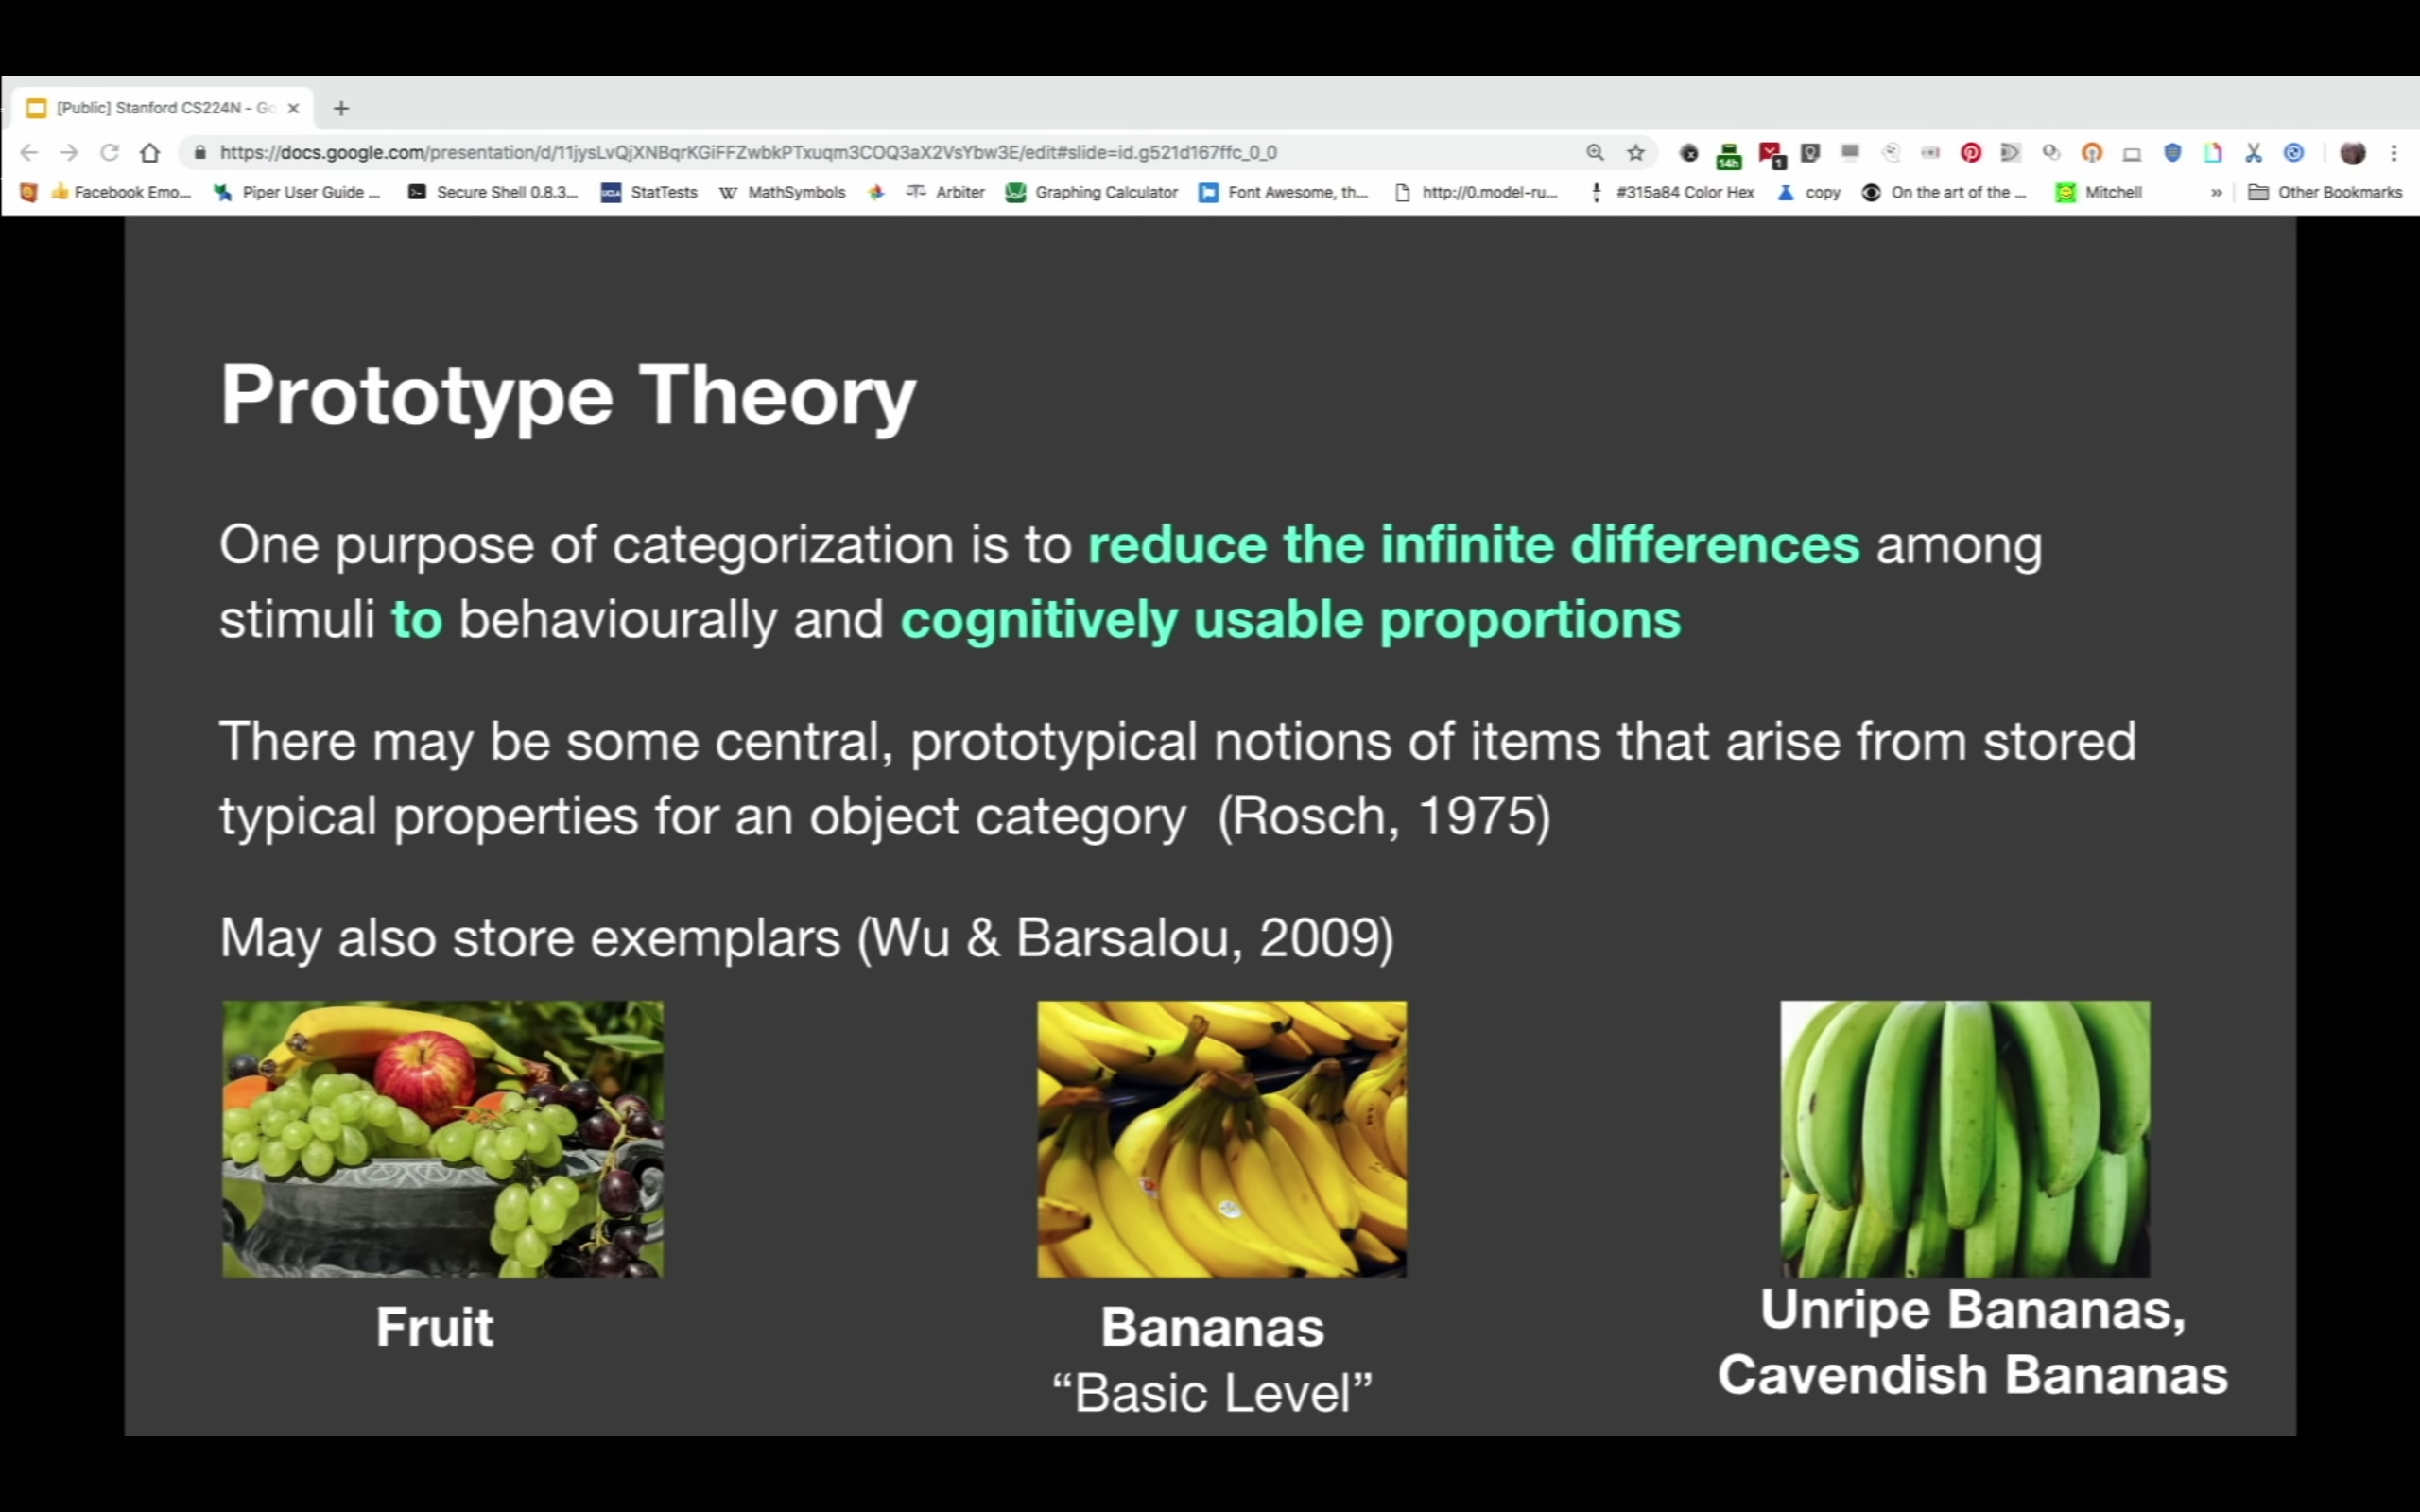 [Public] Stanford CS224N - Go
https://docs.google.com/presentation/d/11jysLvQjXNBqrKGiFFZwbkPTxuqm3COQ3aX2VsYbw3E/edit#slide=id.g521d167ffc_0_0
14h
1
Facebook Emo... Piper User Guide ... Secure Shell 0.8.3... UCLA StatTests W MathSymbols Arbiter Graphing Calculator Font Awesome, th... http://0.model-ru... #315a84 Color Hex copy On the art of the ... Mitchell » Other Bookmarks
Prototype Theory
One purpose of categorization is to reduce the infinite differences among
stimuli to behaviourally and cognitively usable proportions
There may be some central, prototypical notions of items that arise from stored
typical properties for an object category (Rosch, 1975)
May also store exemplars (Wu & Barsalou, 2009)
Fruit
Bananas
“Basic Level”
Unripe Bananas,
Cavendish Bananas